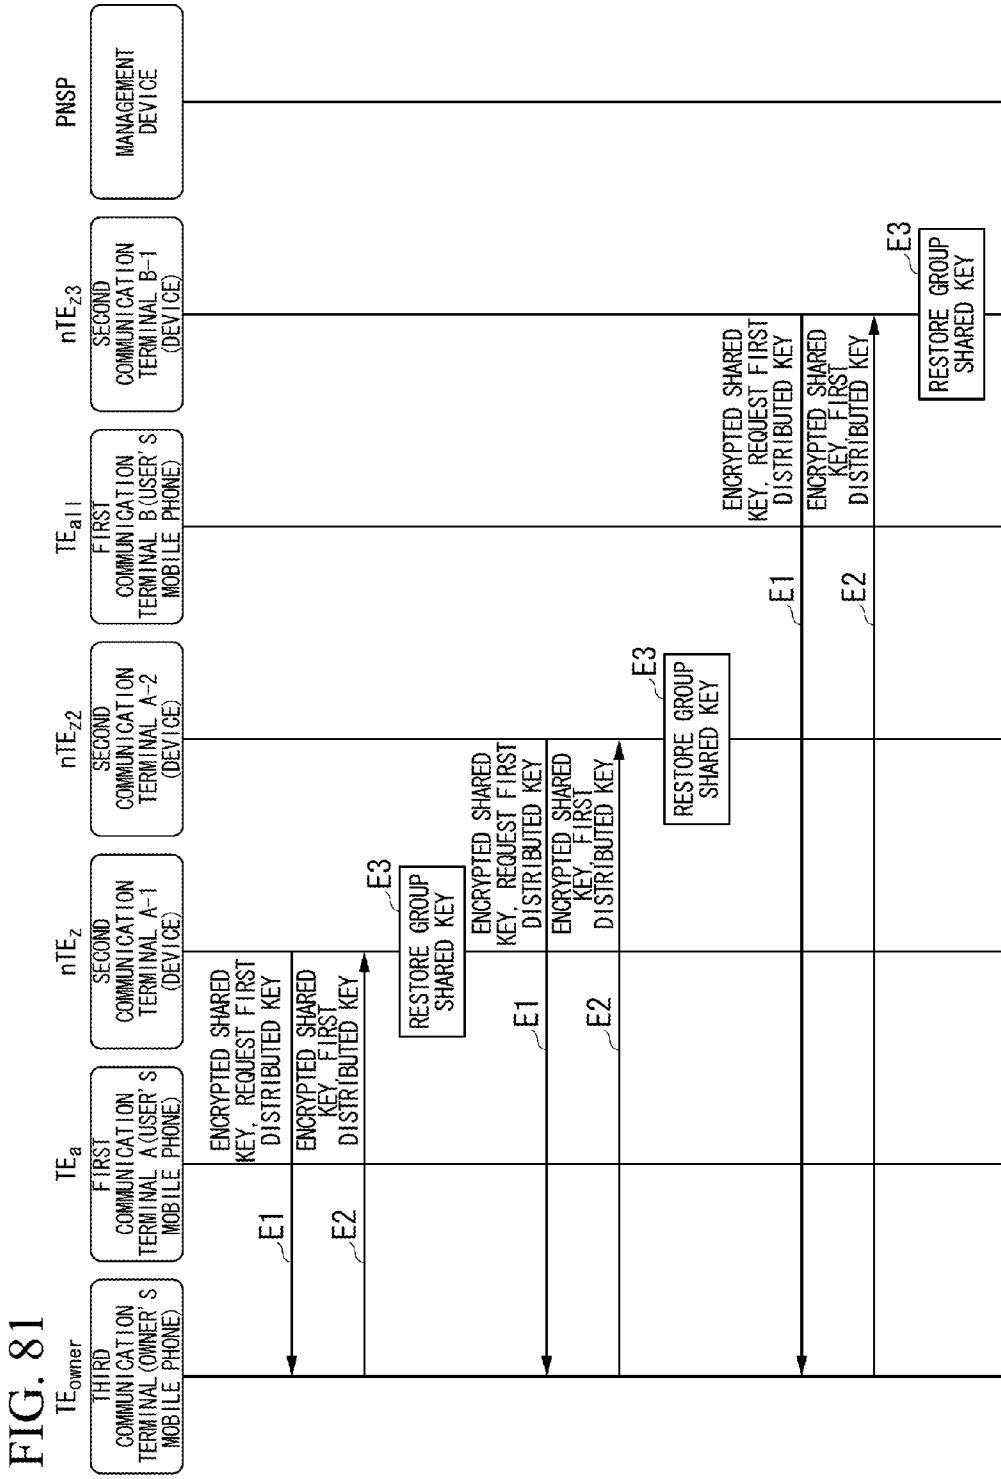 FIG. 81
TE_owner
THIRD
COMMUNICATION
TERMINAL(OWNER'S
MOBILE PHONE)
TE_a
FIRST
COMMUNICATION
TERMINAL A(USER'S
MOBILE PHONE)
nTE_z
SECOND
COMMUNICATION
TERMINAL A-1
(DEVICE)
nTE_z2
SECOND
COMMUNICATION
TERMINAL A-2
(DEVICE)
TE_all
FIRST
COMMUNICATION
TERMINAL B(USER'S
MOBILE PHONE)
nTE_z3
SECOND
COMMUNICATION
TERMINAL B-1
(DEVICE)
PNSP
MANAGEMENT
DEVICE
E1
ENCRYPTED SHARED
KEY, REQUEST FIRST
DISTRIBUTED KEY
E2
ENCRYPTED SHARED
KEY, FIRST
DISTRIBUTED KEY
E3
RESTORE GROUP
SHARED KEY
E1
ENCRYPTED SHARED
KEY, REQUEST FIRST
DISTRIBUTED KEY
E2
ENCRYPTED SHARED
KEY, FIRST
DISTRIBUTED KEY
E3
RESTORE GROUP
SHARED KEY
E1
ENCRYPTED SHARED
KEY, REQUEST FIRST
DISTRIBUTED KEY
E2
ENCRYPTED SHARED
KEY, FIRST
DISTRIBUTED KEY
E3
RESTORE GROUP
SHARED KEY